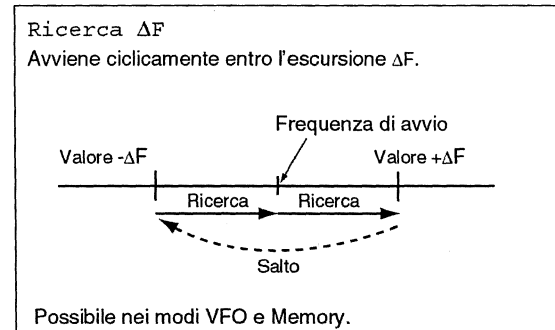 Ricerca ΔF
Avviene ciclicamente entro l'escursione ΔF.
Frequenza di avvio
Valore -ΔF
Valore +ΔF
Ricerca
Ricerca
Salto
Possibile nei modi VFO e Memory.